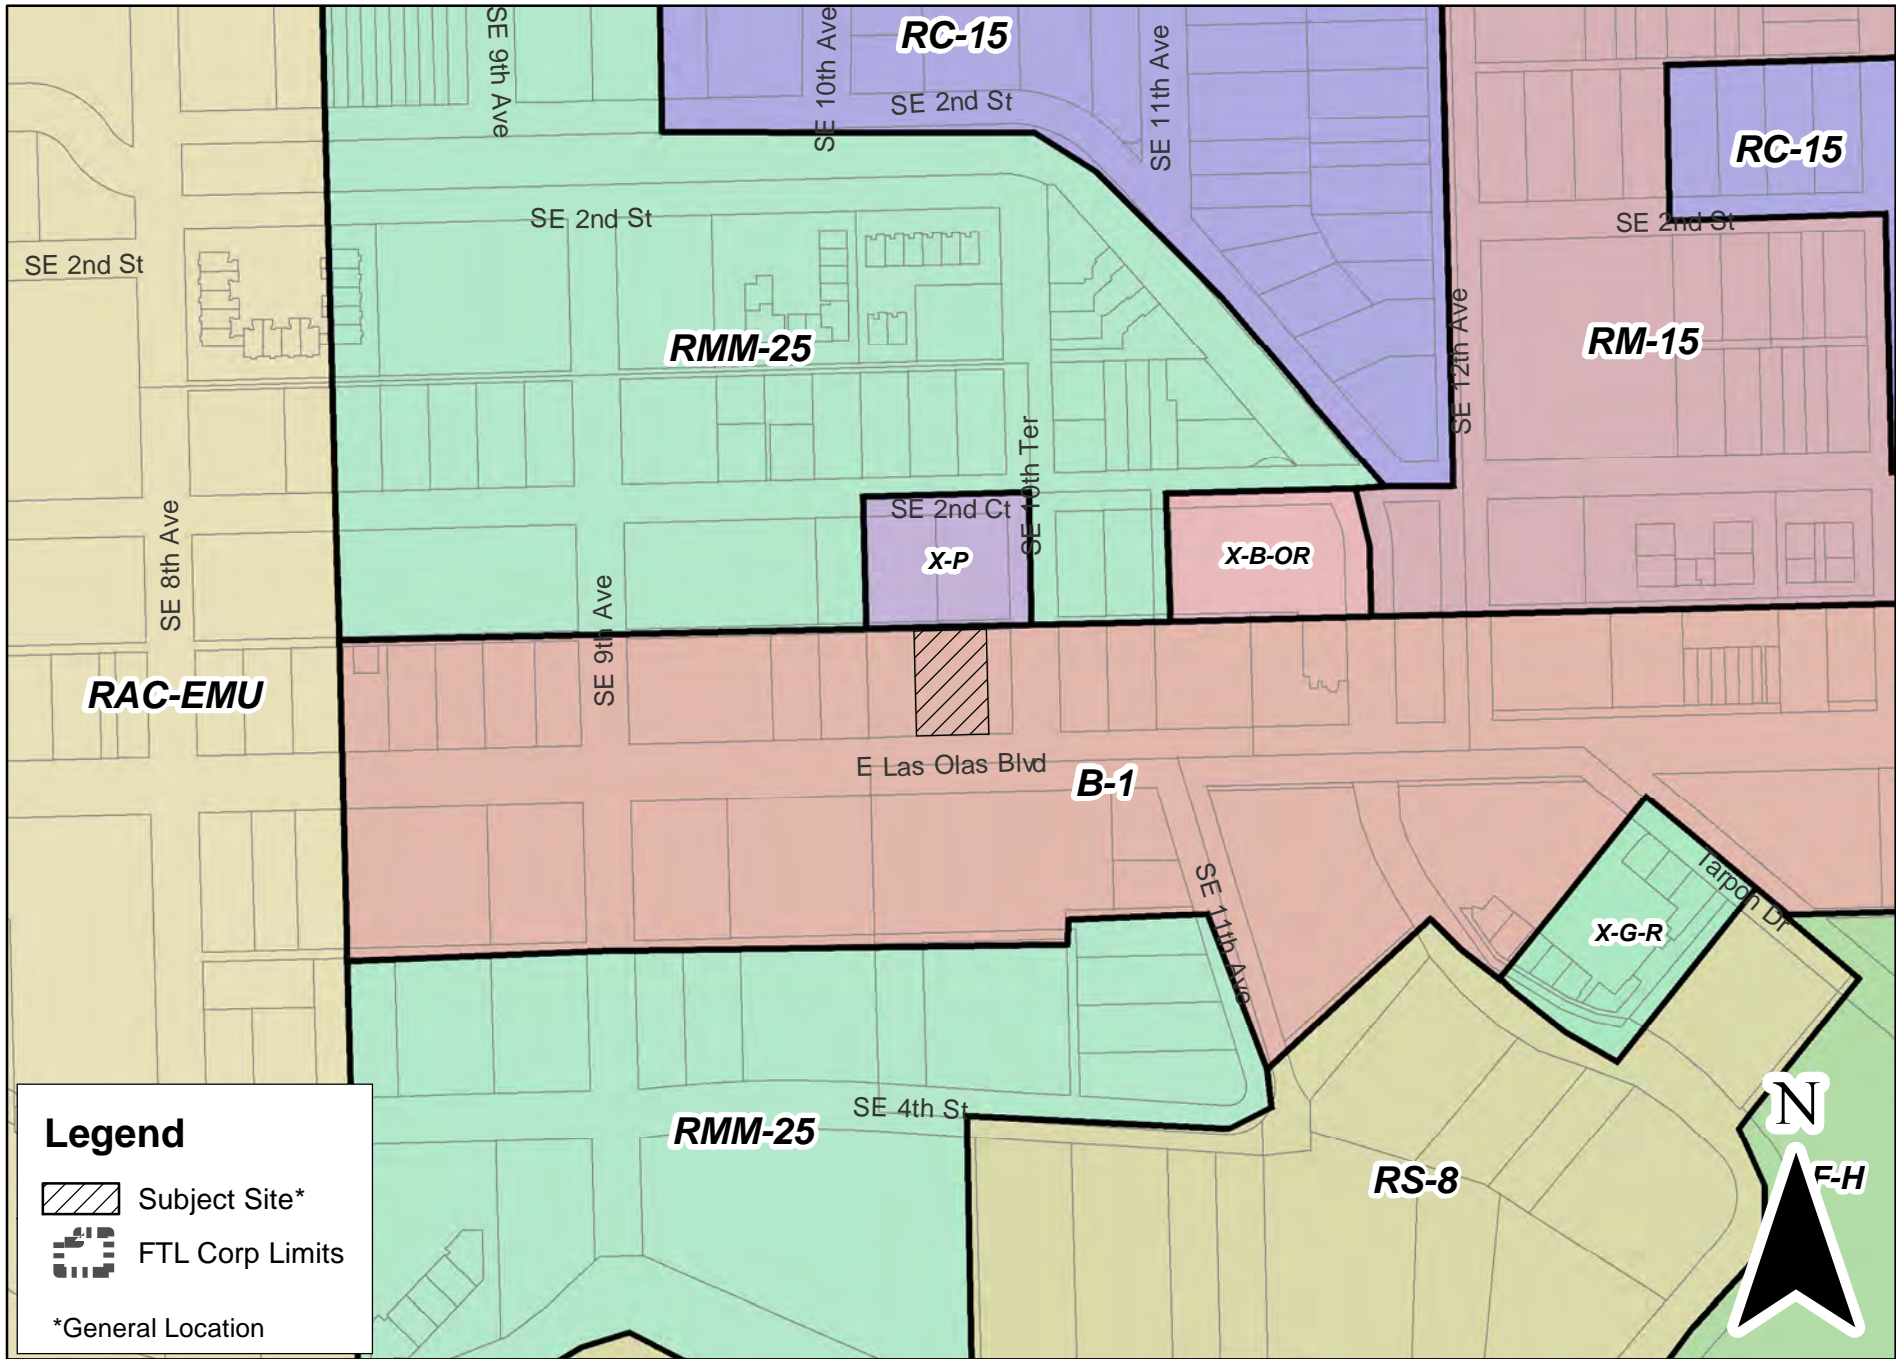 RC-15
SE 9th Ave
SE 10th Ave
SE 11th Ave
SE 2nd St
RC-15
SE 2nd St
SE 2nd St
SE 2nd St
RMM-25
SE 12th Ave
RM-15
SE 10th Ter
SE 2nd Ct
SE 8th Ave
X-P
X-B-OR
SE 9th Ave
RAC-EMU
E Las Olas Blvd
B-1
Tarpon Dr
SE 11th Ave
X-G-R
SE 4th St
RMM-25
RS-8
N
F-H
Legend
Subject Site*
FTL Corp Limits
*General Location